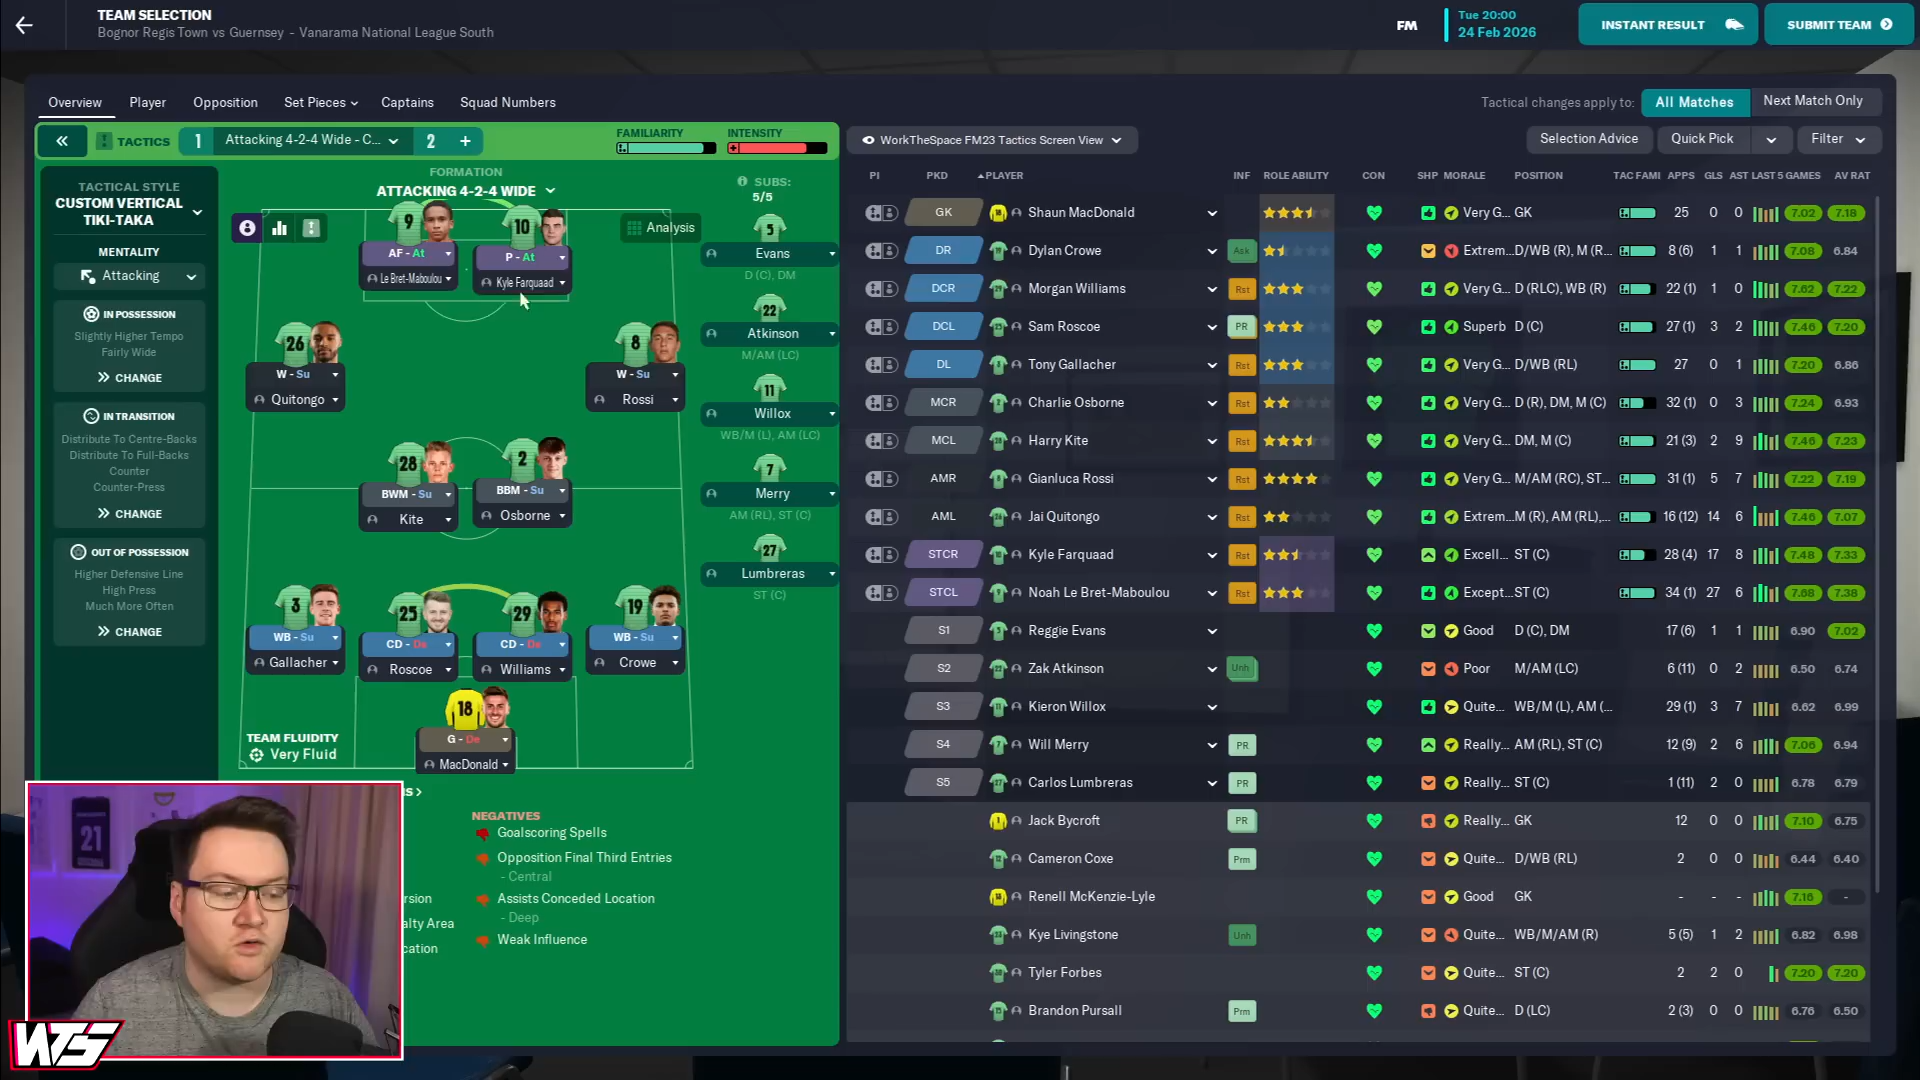 TEAM SELECTION
Bognor Regis Town vs Guernsey - Vanarama National League South
FM
Tue 20:00
24 Feb 2026
INSTANT RESULT
SUBMIT TEAM
Overview
Player
Opposition
Set Pieces
Captains
Squad Numbers
Tactical changes apply to:
All Matches
Next Match Only
TACTICS
1
Attacking 4-2-4 Wide - C...
2
FAMILIARITY
INTENSITY
WorkTheSpace FM23 Tactics Screen View
Selection Advice
Quick Pick
Filter
TACTICAL STYLE
CUSTOM VERTICAL
TIKI-TAKA
MENTALITY
Attacking
IN POSSESSION
Slightly Higher Tempo
Fairly Wide
CHANGE
IN TRANSITION
Distribute To Centre-Backs
Distribute To Full-Backs
Counter
Counter-Press
CHANGE
OUT OF POSSESSION
Higher Defensive Line
High Press
Much More Often
CHANGE
FORMATION
ATTACKING 4-2-4 WIDE
SUBS:
5/5
Analysis
9
AF - At
Le Bret-Maboulou
10
P - At
Kyle Farquaad
26
W - Su
Quitongo
8
W - Su
Rossi
28
BWM - Su
Kite
2
BBM - Su
Osborne
3
WB - Su
Gallacher
25
CD - De
Roscoe
29
CD - De
Williams
19
WB - Su
Crowe
18
G - De
MacDonald
TEAM FLUIDITY
Very Fluid
5
Evans
D (C), DM
22
Atkinson
M/AM (LC)
11
Willox
WB/M (L), AM (LC)
7
Merry
AM (RL), ST (C)
27
Lumbreras
ST (C)
NEGATIVES
Goalscoring Spells
Opposition Final Third Entries
- Central
Assists Conceded Location
- Deep
Weak Influence
rsion
alty Area
cation
21
WTS
PI PKD PLAYER INF ROLE ABILITY CON SHP MORALE POSITION TAC FAMI APPS GLS AST LAST 5 GAMES AV RAT
GK Shaun MacDonald Very G... GK 25 0 0 7.02 7.18
DR Dylan Crowe Ask Extrem... D/WB (R), M (R... 8 (6) 1 1 7.08 6.84
DCR Morgan Williams Rst Very G... D (RLC), WB (R) 22 (1) 1 0 7.62 7.22
DCL Sam Roscoe PR Superb D (C) 27 (1) 3 2 7.46 7.20
DL Tony Gallacher Rst Very G... D/WB (RL) 27 0 1 7.20 6.86
MCR Charlie Osborne Rst Very G... D (R), DM, M (C) 32 (1) 0 3 7.24 6.93
MCL Harry Kite Rst Very G... DM, M (C) 21 (3) 2 9 7.46 7.23
AMR Gianluca Rossi Rst Very G... M/AM (RC), ST... 31 (1) 5 7 7.22 7.19
AML Jai Quitongo Rst Extrem... M (R), AM (RL),... 16 (12) 14 6 7.46 7.07
STCR Kyle Farquaad Rst Excell... ST (C) 28 (4) 17 8 7.48 7.33
STCL Noah Le Bret-Maboulou Rst Except... ST (C) 34 (1) 27 6 7.68 7.38
S1 Reggie Evans Good D (C), DM 17 (6) 1 1 6.90 7.02
S2 Zak Atkinson Unh Poor M/AM (LC) 6 (11) 0 2 6.50 6.74
S3 Kieron Willox Quite... WB/M (L), AM (... 29 (1) 3 7 6.62 6.99
S4 Will Merry PR Really... AM (RL), ST (C) 12 (9) 2 6 7.06 6.94
S5 Carlos Lumbreras PR Really... ST (C) 1 (11) 2 0 6.78 6.79
Jack Bycroft PR Really... GK 12 0 0 7.10 6.75
Cameron Coxe Prm Quite... D/WB (RL) 2 0 0 6.44 6.40
Renell McKenzie-Lyle Good GK - - - 7.16 -
Kye Livingstone Unh Quite... WB/M/AM (R) 5 (5) 1 2 6.82 6.98
Tyler Forbes Quite... ST (C) 2 2 0 7.20 7.20
Brandon Pursall Prm Quite... D (LC) 2 (3) 0 0 6.76 6.50